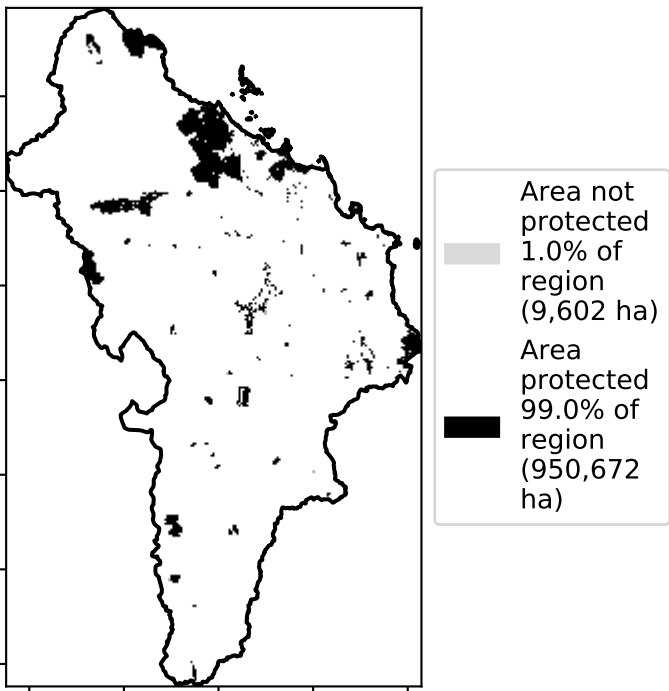 Area not
protected
1.0% of
region
(9,602 ha)
Area
protected
99.0% of
region
(950,672
ha)